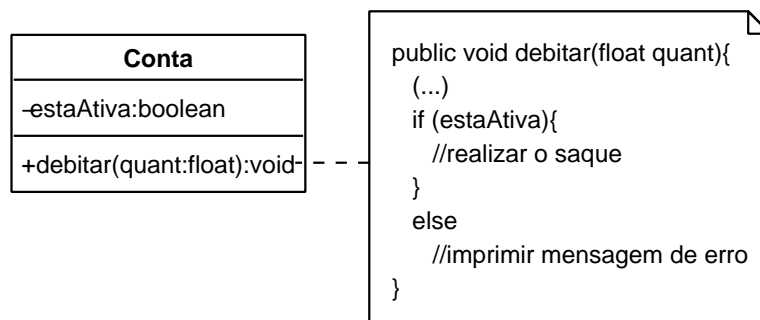 Conta
-estaAtiva:boolean
+debitar(quant:float):void
public void debitar(float quant){
(...)
if (estaAtiva){
//realizar o saque
}
else
//imprimir mensagem de erro
}